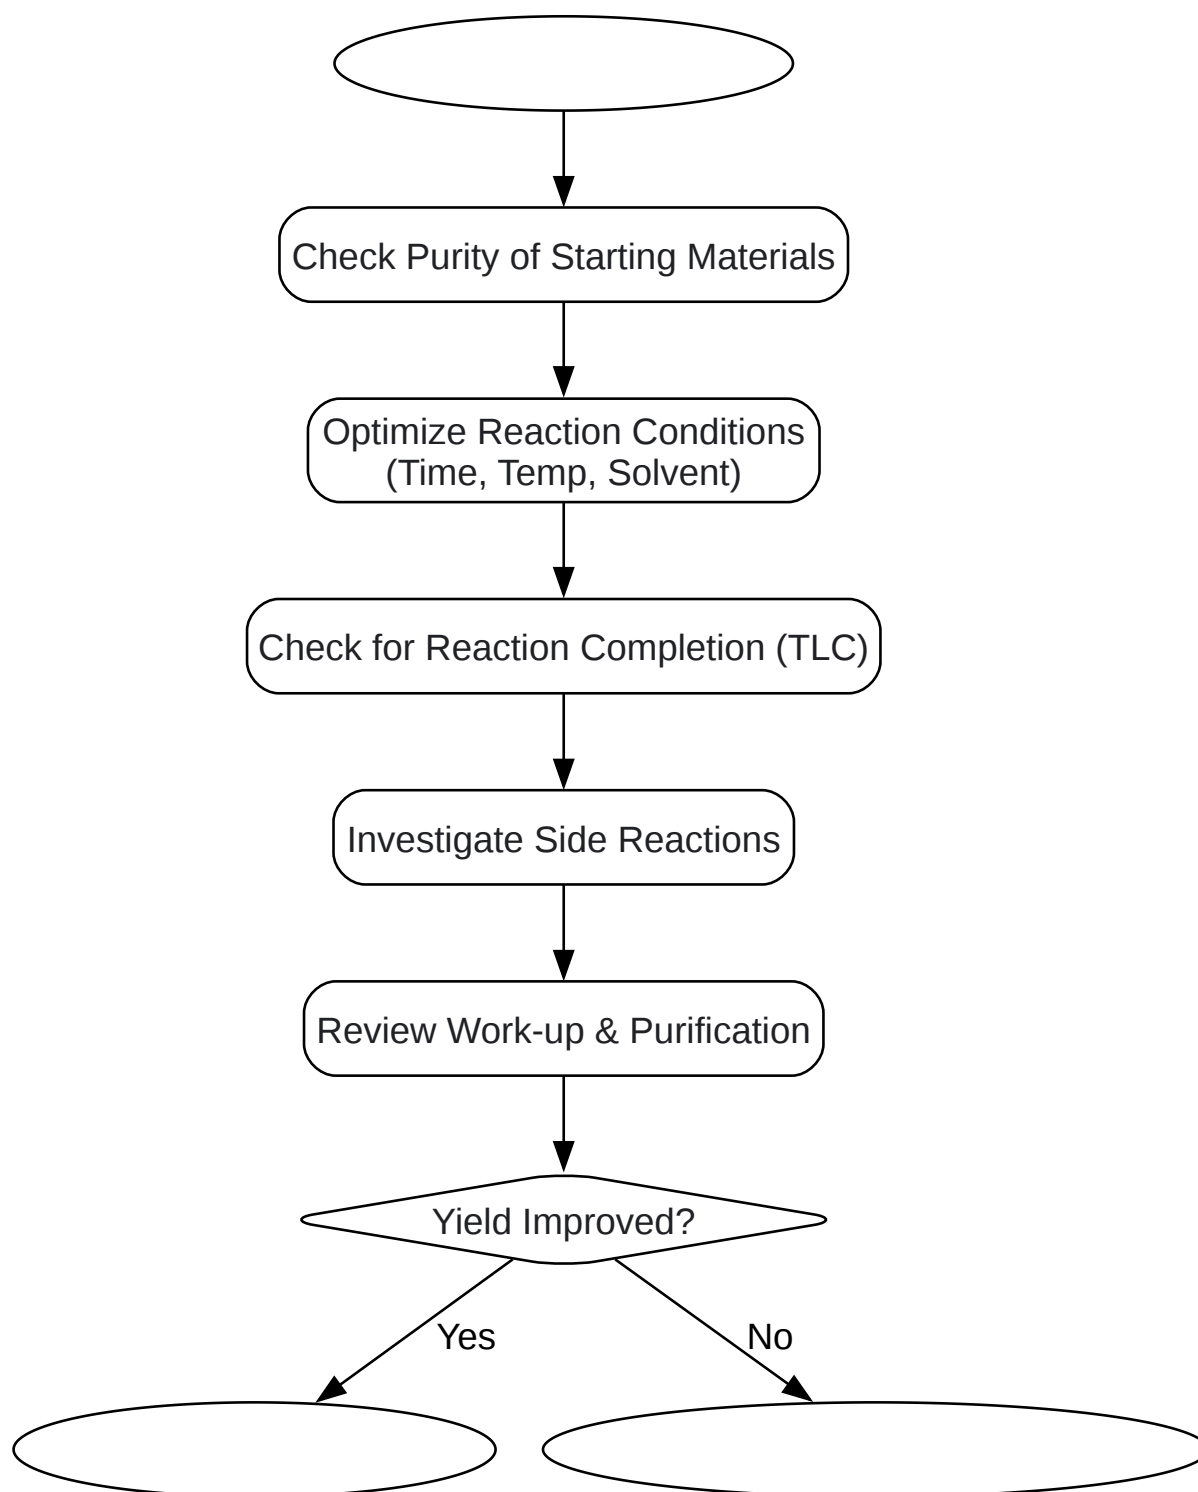 Check Purity of Starting Materials
Optimize Reaction Conditions
(Time, Temp, Solvent)
Check for Reaction Completion (TLC)
Investigate Side Reactions
Review Work-up & Purification
Yield Improved?
Yes
No